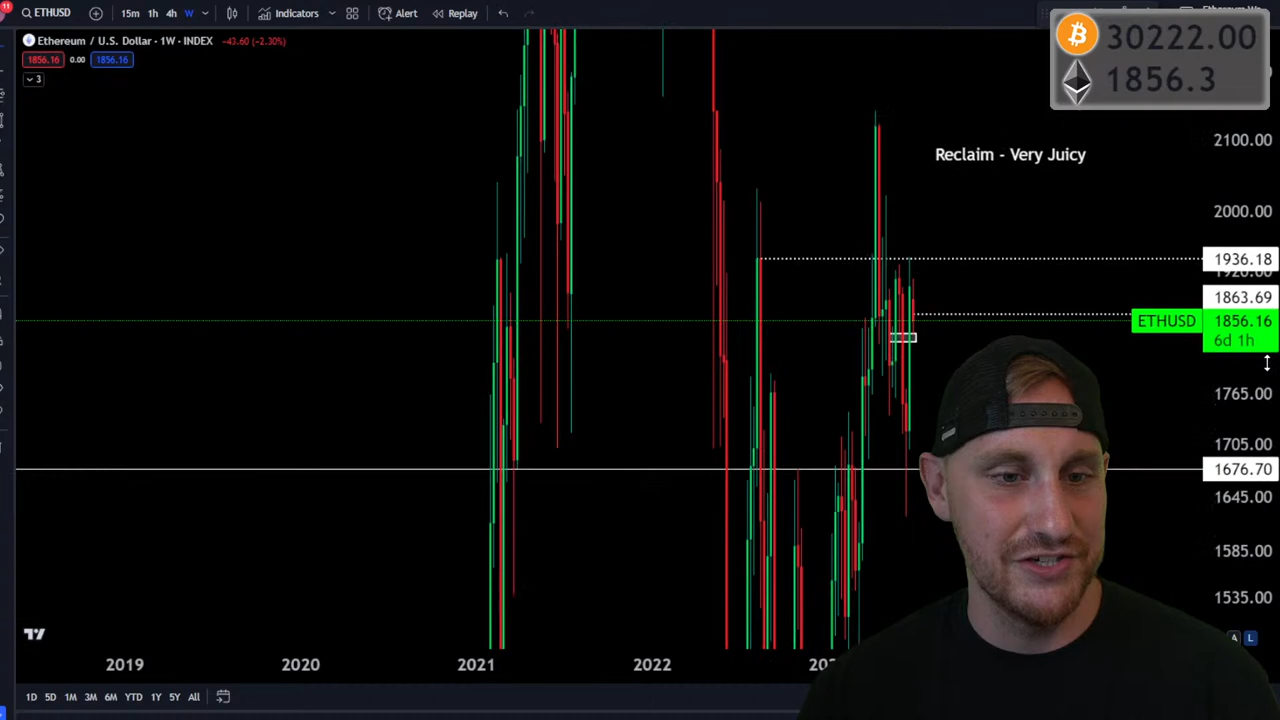 11
ETHUSD
15m 1h 4h W
Indicators
Alert
Replay
30222.00
1856.3
Ethereum / U.S. Dollar · 1W · INDEX −43.60 (−2.30%)
1856.16 0.00 1856.16
3
2100.00
Reclaim - Very Juicy
2000.00
1936.18
1863.69
ETHUSD 1856.16
6d 1h
1765.00
1705.00
1676.70
1645.00
1585.00
1535.00
A L
2019 2020 2021 2022
1D 5D 1M 3M 6M YTD 1Y 5Y All